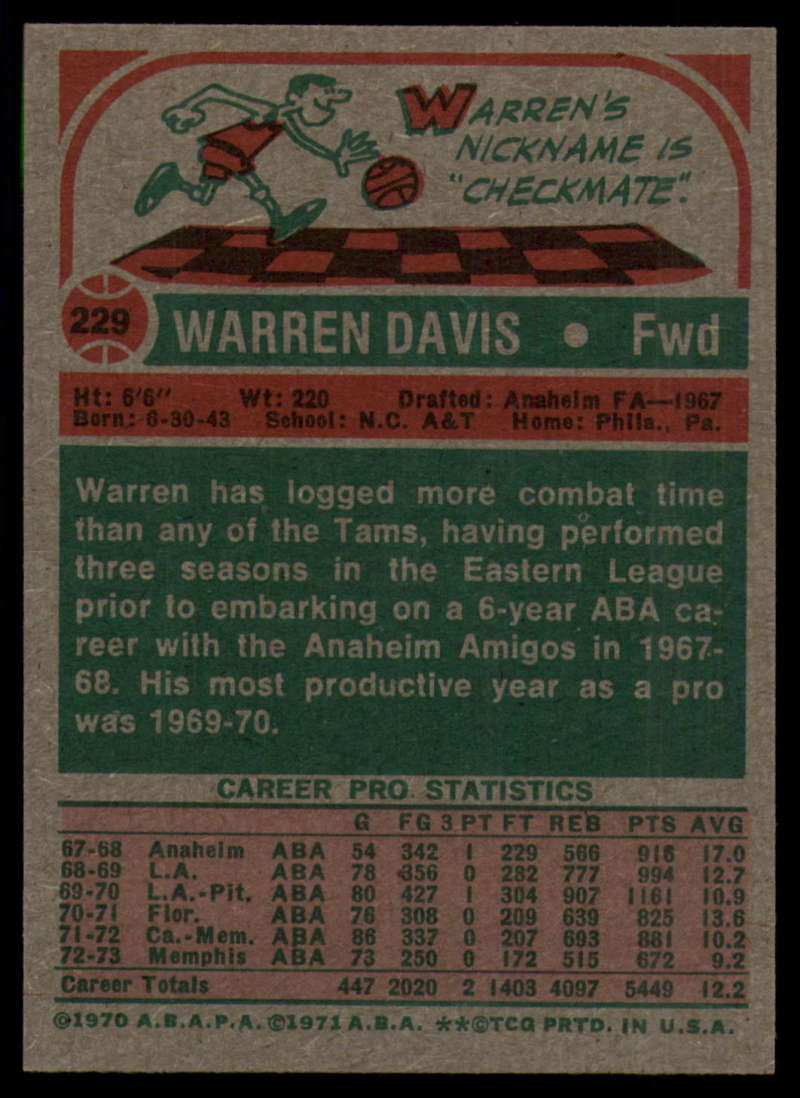 WARREN'S
NICKNAME IS
"CHECKMATE".
229 WARREN DAVIS • Fwd
Ht: 6'6" Wt: 220 Drafted: Anaheim FA—1967
Born: 6-30-43 School: N.C. A&T Home: Phila., Pa.
Warren has logged more combat time
than any of the Tams, having performed
three seasons in the Eastern League
prior to embarking on a 6-year ABA ca-
reer with the Anaheim Amigos in 1967-
68. His most productive year as a pro
was 1969-70.
CAREER PRO STATISTICS
G FG 3 PT FT REB PTS AVG
67-68 Anaheim ABA 54 342 1 229 566 916 17.0
68-69 L.A. ABA 78 356 0 282 777 994 12.7
69-70 L.A.-Pit. ABA 80 427 1 304 907 1161 10.9
70-71 Flor. ABA 76 308 0 209 639 825 13.6
71-72 Ca.-Mem. ABA 86 337 0 207 693 881 10.2
72-73 Memphis ABA 73 250 0 172 515 672 9.2
Career Totals 447 2020 2 1403 4097 5449 12.2
©1970 A.B.A.P.A. ©1971 A.B.A. **©TCG PRTD. IN U.S.A.